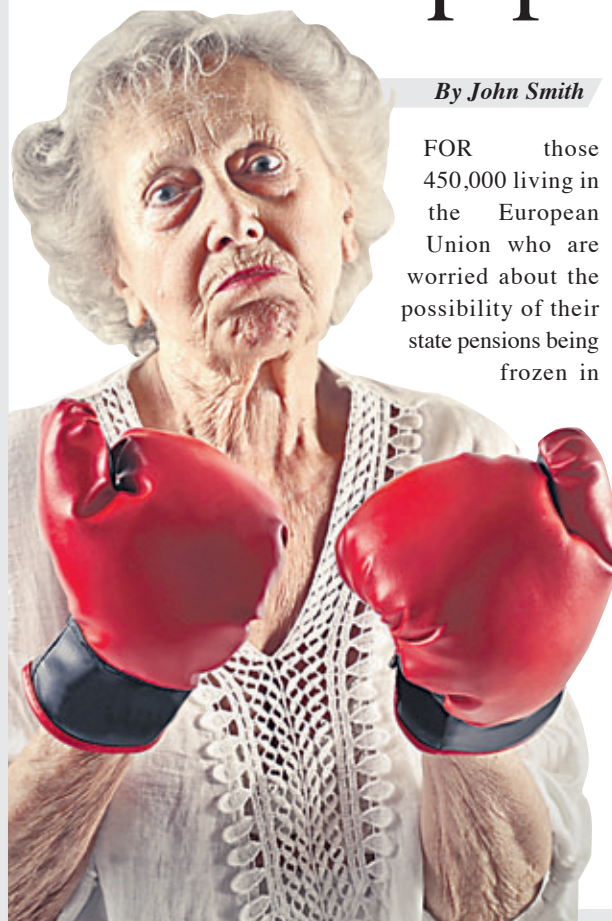 By John Smith
FOR those
450,000 living in
the European
Union who are
worried about the
possibility of their
state pensions being
frozen in